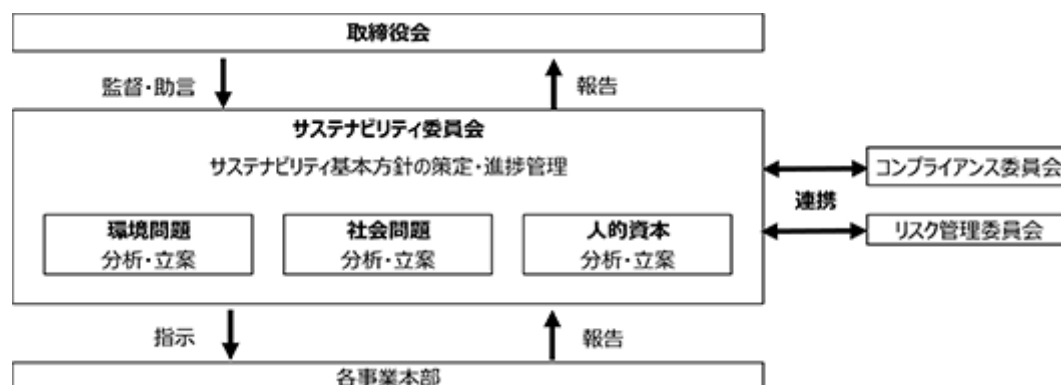 取締役会
監督・助言
報告
サステナビリティ委員会
サステナビリティ基本方針の策定・進捗管理
コンプライアンス委員会
連携
リスク管理委員会
環境問題
分析・立案
社会問題
分析・立案
人的資本
分析・立案
指示
報告
各事業本部